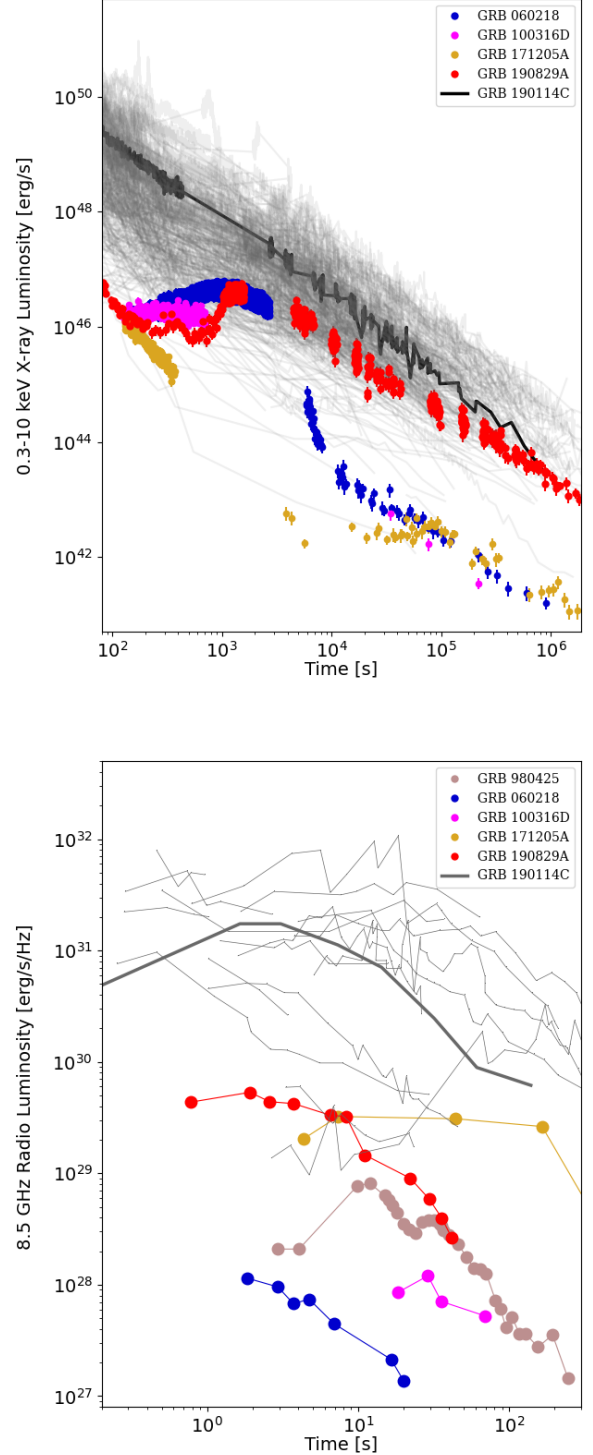 GRB 060218
GRB 100316D
GRB 171205A
GRB 190829A
GRB 190114C
10^50
10^48
10^46
10^44
10^42
0.3-10 keV X-ray Luminosity [erg/s]
10^2 10^3 10^4 10^5 10^6
Time [s]
GRB 980425
GRB 060218
GRB 100316D
GRB 171205A
GRB 190829A
GRB 190114C
10^32
10^31
10^30
10^29
10^28
10^27
8.5 GHz Radio Luminosity [erg/s/Hz]
10^0 10^1 10^2
Time [s]